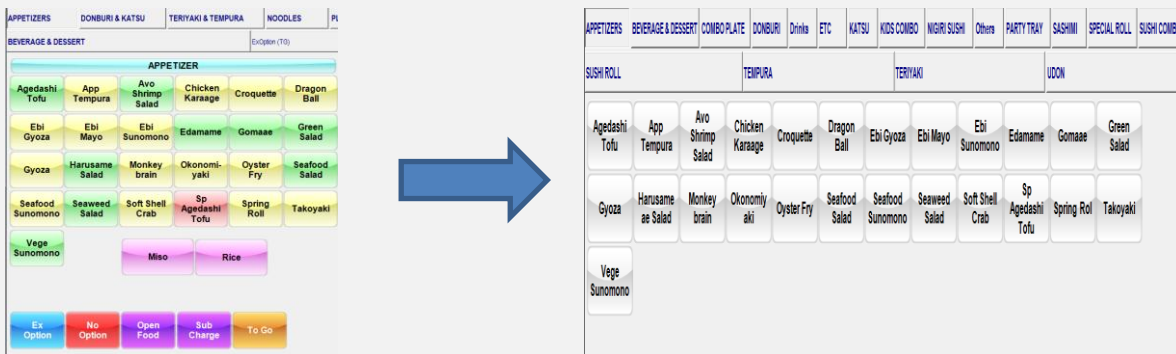 APPETIZERS DONBURI & KATSU TERIYAKI & TEMPURA NOODLES
BEVERAGE & DESSERT ExOption (TG)
APPETIZER
Agedashi Tofu App Tempura Avo Shrimp Salad Chicken Karaage Croquette Dragon Ball
Ebi Gyoza Ebi Mayo Ebi Sunomono Edamame Gomaae Green Salad
Gyoza Harusame Salad Monkey brain Okonomi-yaki Oyster Fry Seafood Salad
Seafood Sunomono Seaweed Salad Soft Shell Crab Sp Agedashi Tofu Spring Roll Takoyaki
Vege Sunomono Miso Rice
Ex Option No Option Open Food Sub Charge To Go
APPETIZERS BEVERAGE & DESSERT COMBO PLATE DONBURI Drinks ETC KATSU KIDS COMBO NIGIRI SUSHI Others PARTY TRAY SASHIMI SPECIAL ROLL SUSHI COMB
SUSHI ROLL TEMPURA TERIYAKI UDON
Agedashi Tofu App Tempura Avo Shrimp Salad Chicken Karaage Croquette Dragon Ball Ebi Gyoza Ebi Mayo Ebi Sunomono Edamame Gomaae Green Salad
Gyoza Harusame ae Salad Monkey brain Okonomiy aki Oyster Fry Seafood Salad Seafood Sunomono Seaweed Salad Soft Shell Crab Sp Agedashi Tofu Spring Rol Takoyaki
Vege Sunomono